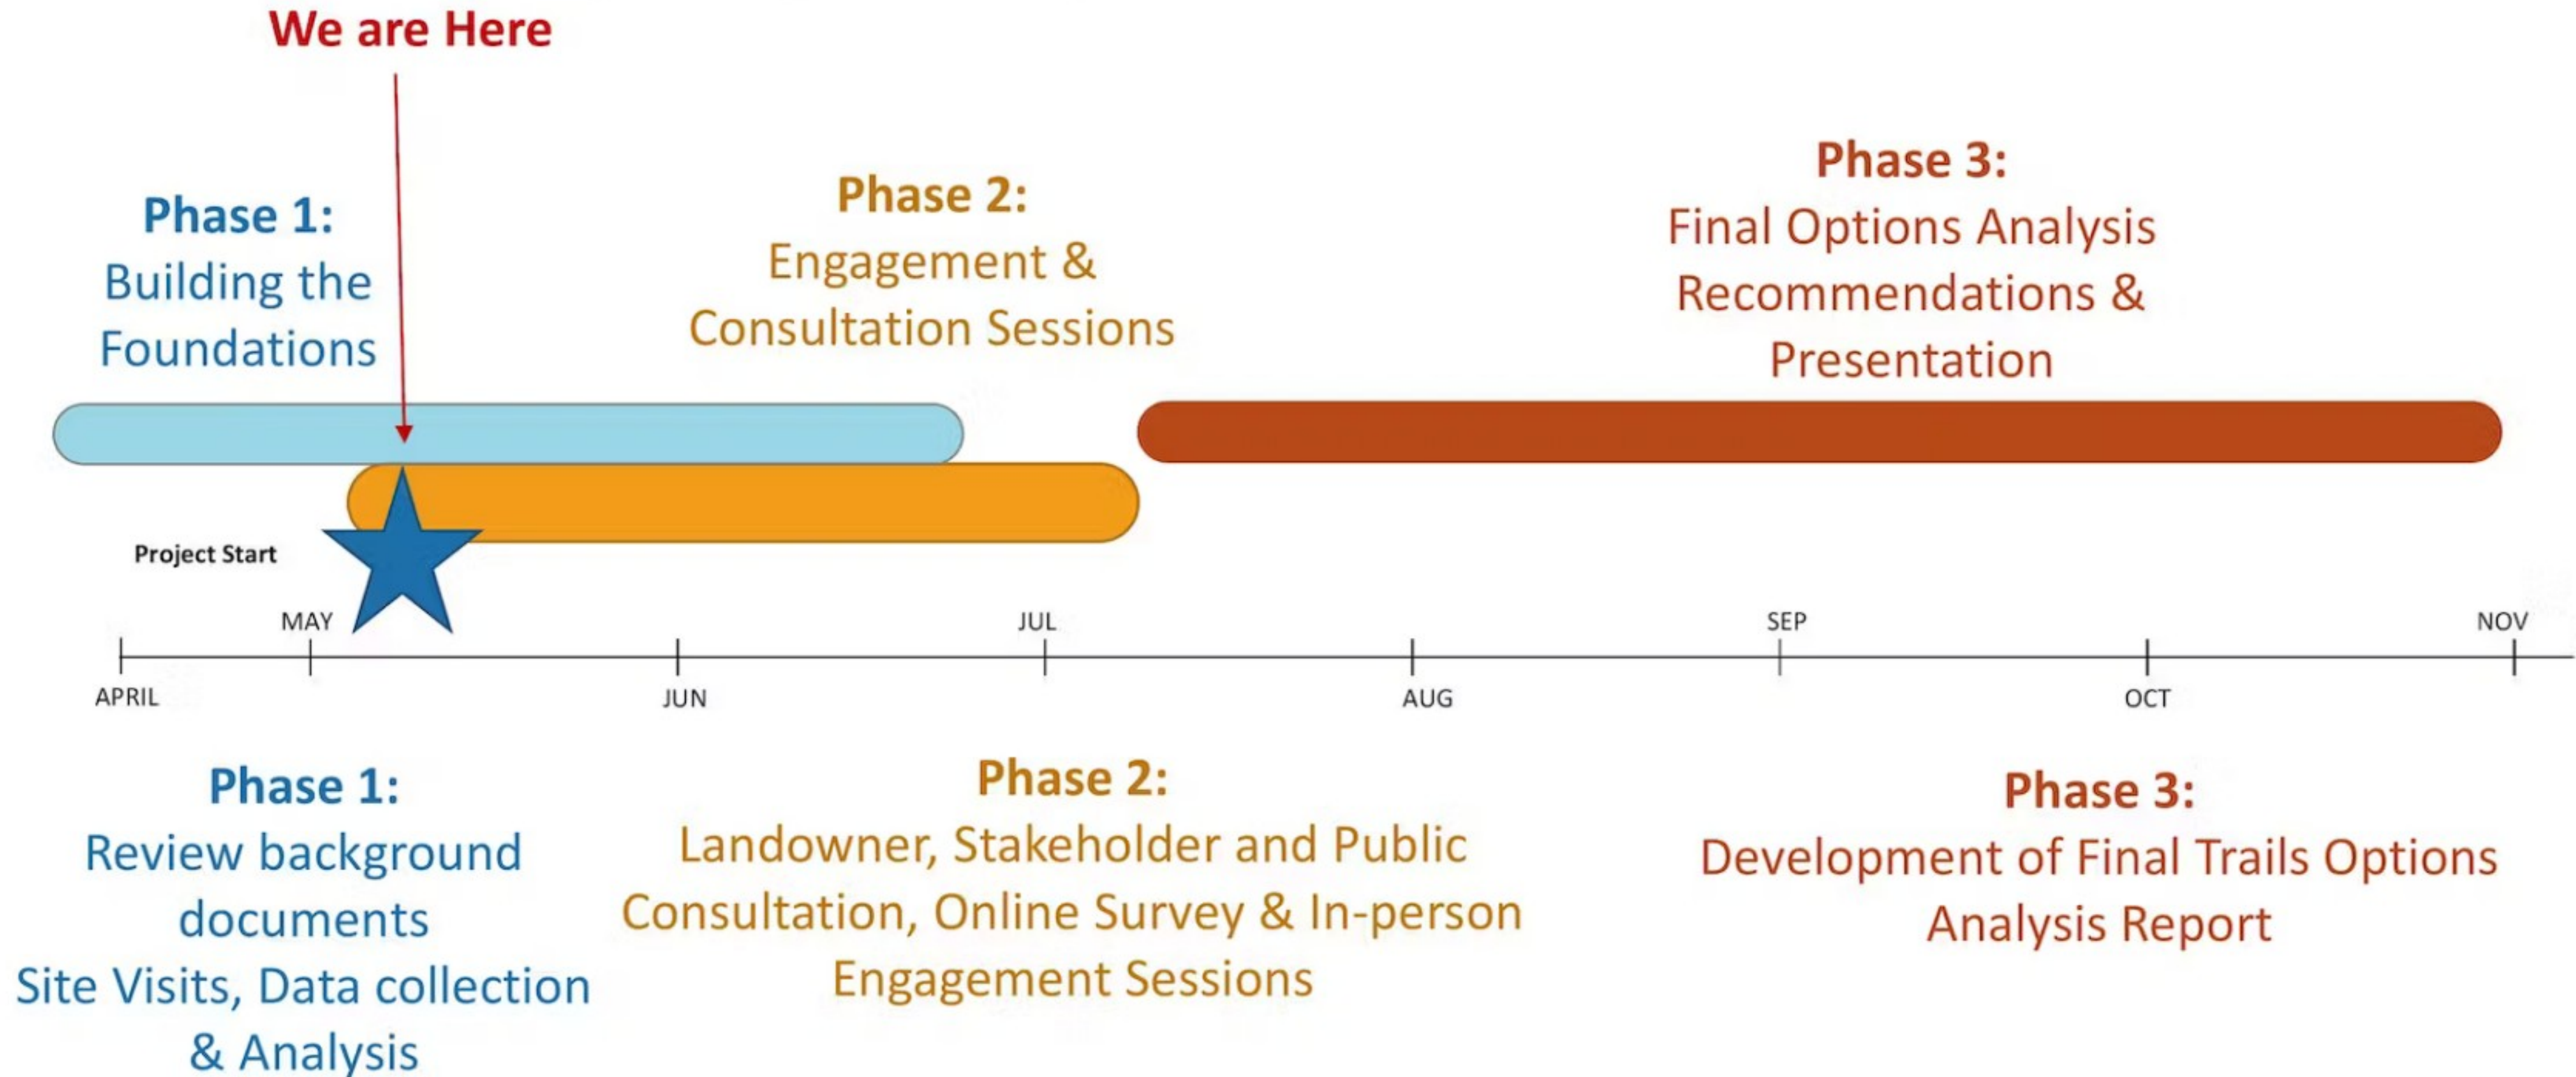 We are Here
Phase 1:
Building the
Foundations
Phase 2:
Engagement &
Consultation Sessions
Phase 3:
Final Options Analysis
Recommendations &
Presentation
Project Start
MAY
JUL
SEP
NOV
APRIL
JUN
AUG
OCT
Phase 1:
Review background
documents
Site Visits, Data collection
& Analysis
Phase 2:
Landowner, Stakeholder and Public
Consultation, Online Survey & In-person
Engagement Sessions
Phase 3:
Development of Final Trails Options
Analysis Report